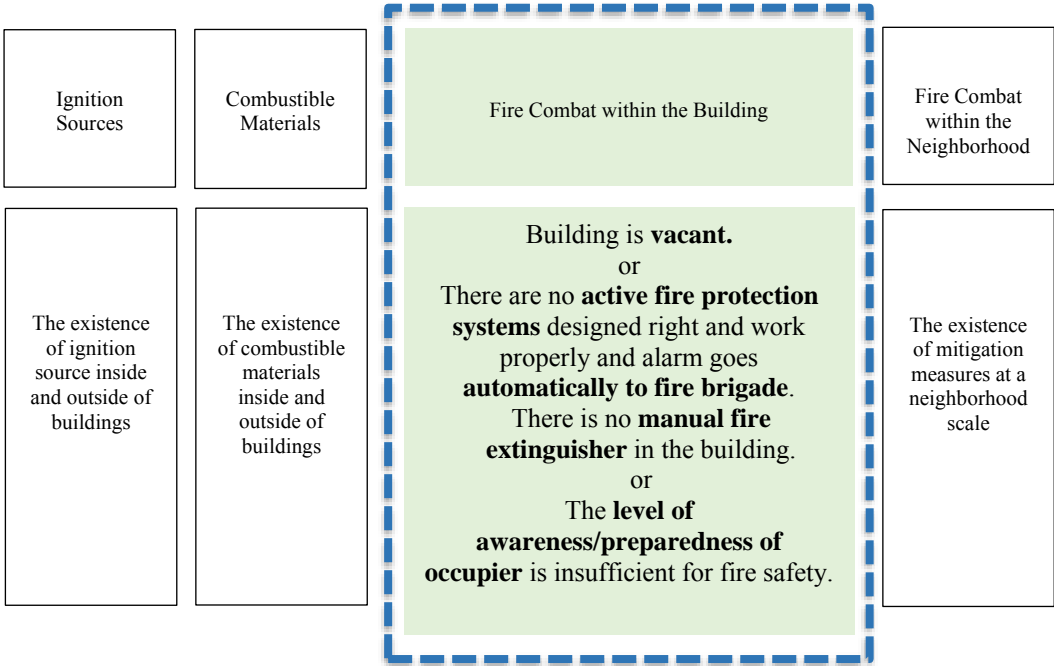 Ignition
Sources
Combustible
Materials
Fire Combat within the Building
Fire Combat
within the
Neighborhood
The existence
of ignition
source inside
and outside of
buildings
The existence
of combustible
materials
inside and
outside of
buildings
Building is vacant.
or
There are no active fire protection
systems designed right and work
properly and alarm goes
automatically to fire brigade.
There is no manual fire
extinguisher in the building.
or
The level of
awareness/preparedness of
occupier is insufficient for fire safety.
The existence
of mitigation
measures at a
neighborhood
scale